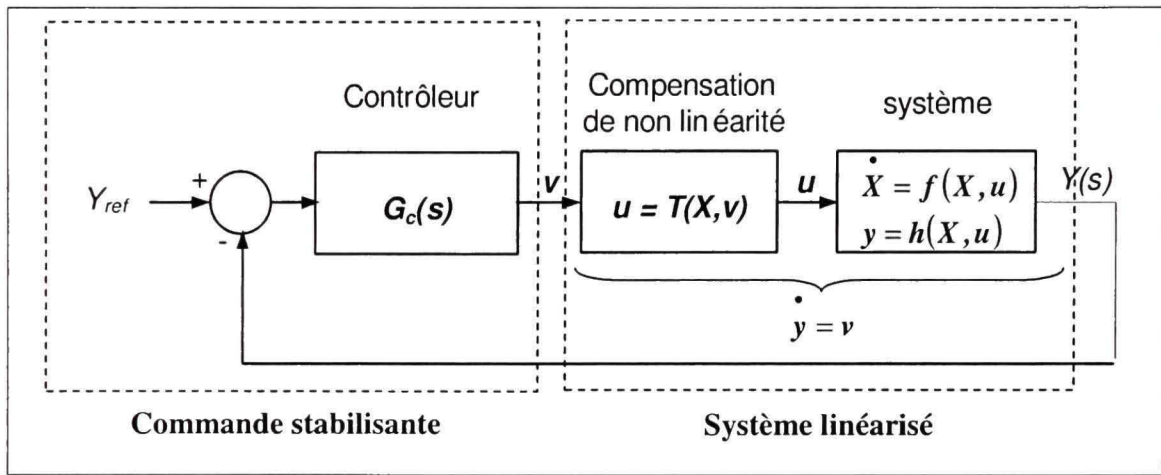 Contrôleur
Compensation
de non linéarité
système
Y_ref
+
-
G_c(s)
v
u = T(X,v)
u
Ẋ = f(X,u)
y = h(X,u)
Y(s)
ẏ = v
Commande stabilisante
Système linéarisé